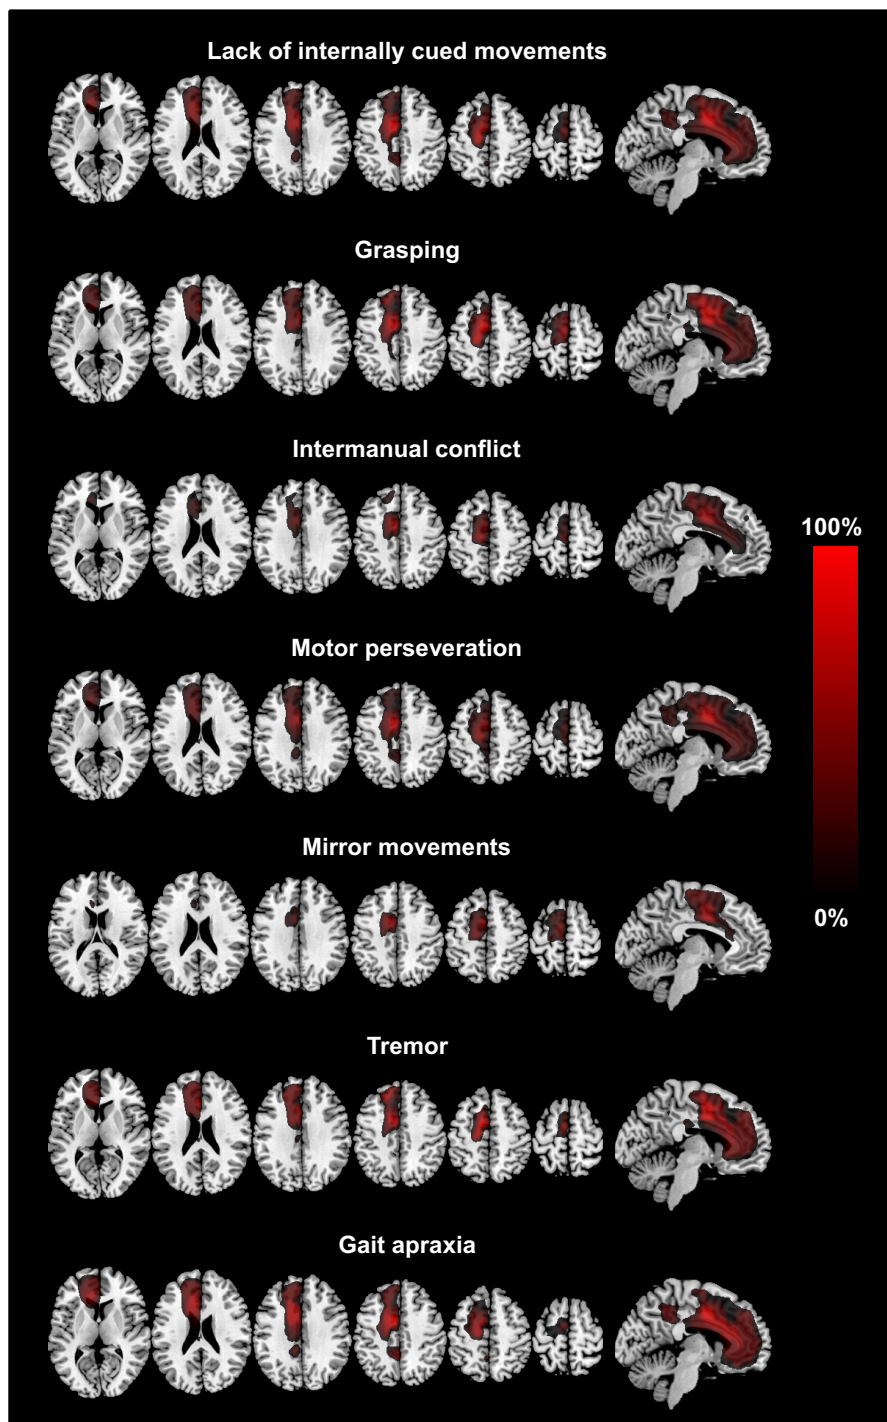 Lack of internally cued movements
Grasping
Intermanual conflict
100%
Motor perseveration
Mirror movements
0%
Tremor
Gait apraxia